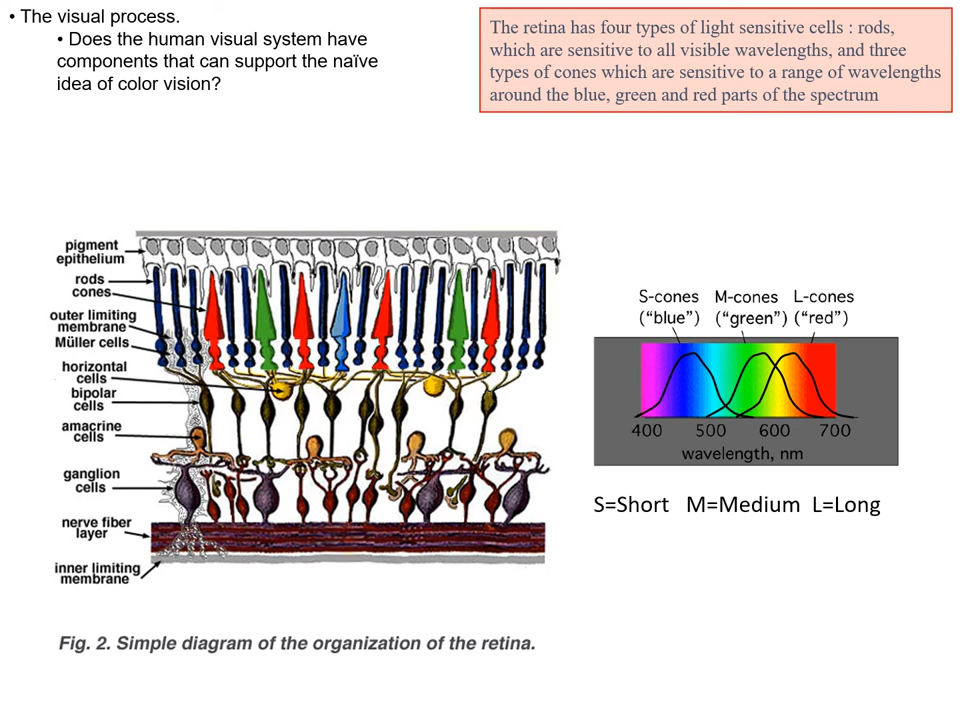 • The visual process.
• Does the human visual system have
components that can support the naïve
idea of color vision?
The retina has four types of light sensitive cells : rods,
which are sensitive to all visible wavelengths, and three
types of cones which are sensitive to a range of wavelengths
around the blue, green and red parts of the spectrum
pigment
epithelium
rods
cones
outer limiting
membrane
Müller cells
horizontal
cells
bipolar
cells
amacrine
cells
ganglion
cells
nerve fiber
layer
inner limiting
membrane
Fig. 2. Simple diagram of the organization of the retina.
S-cones M-cones L-cones
("blue") ("green") ("red")
400 500 600 700
wavelength, nm
S=Short M=Medium L=Long